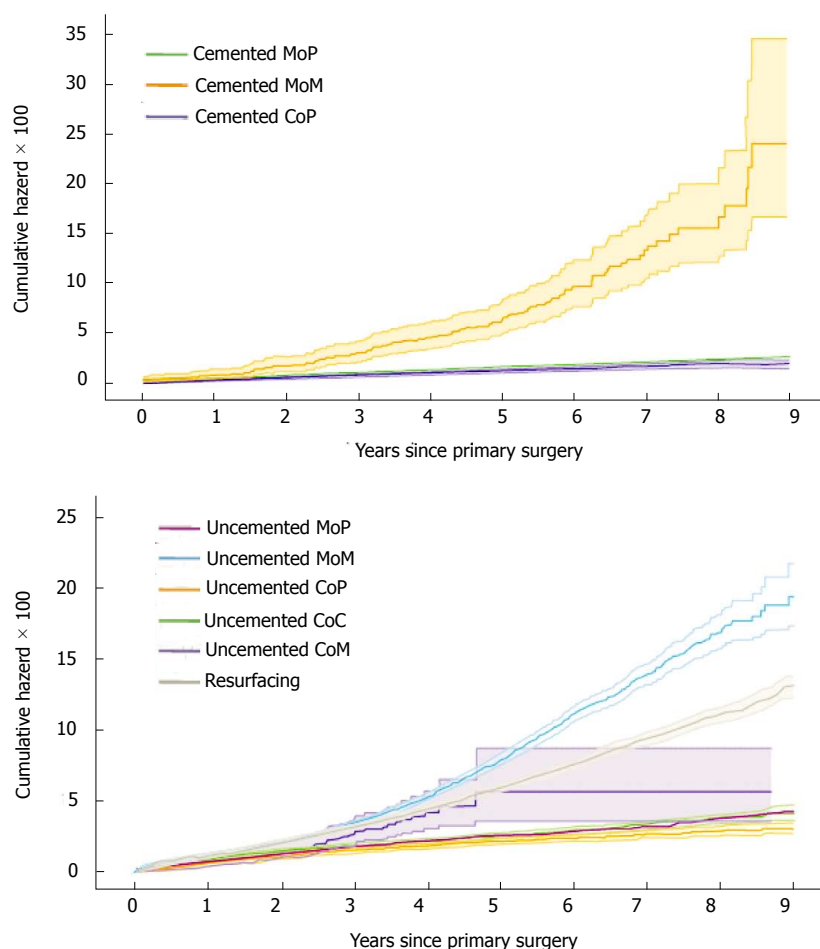 35
30
25
20
15
10
5
0
Cumulative hazerd × 100
Cemented MoP
Cemented MoM
Cemented CoP
0 1 2 3 4 5 6 7 8 9
Years since primary surgery
25
20
15
10
5
0
Cumulative hazerd × 100
Uncemented MoP
Uncemented MoM
Uncemented CoP
Uncemented CoC
Uncemented CoM
Resurfacing
0 1 2 3 4 5 6 7 8 9
Years since primary surgery